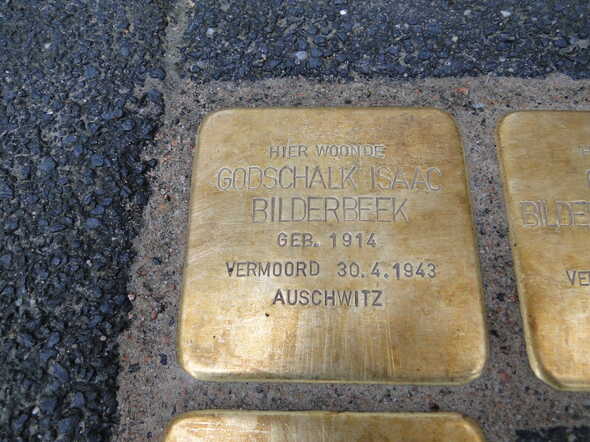 HIER WOONDE
GODSCHALK ISAAC
BILDERBEEK
GEB. 1914
VERMOORD 30.4.1943
AUSCHWITZ